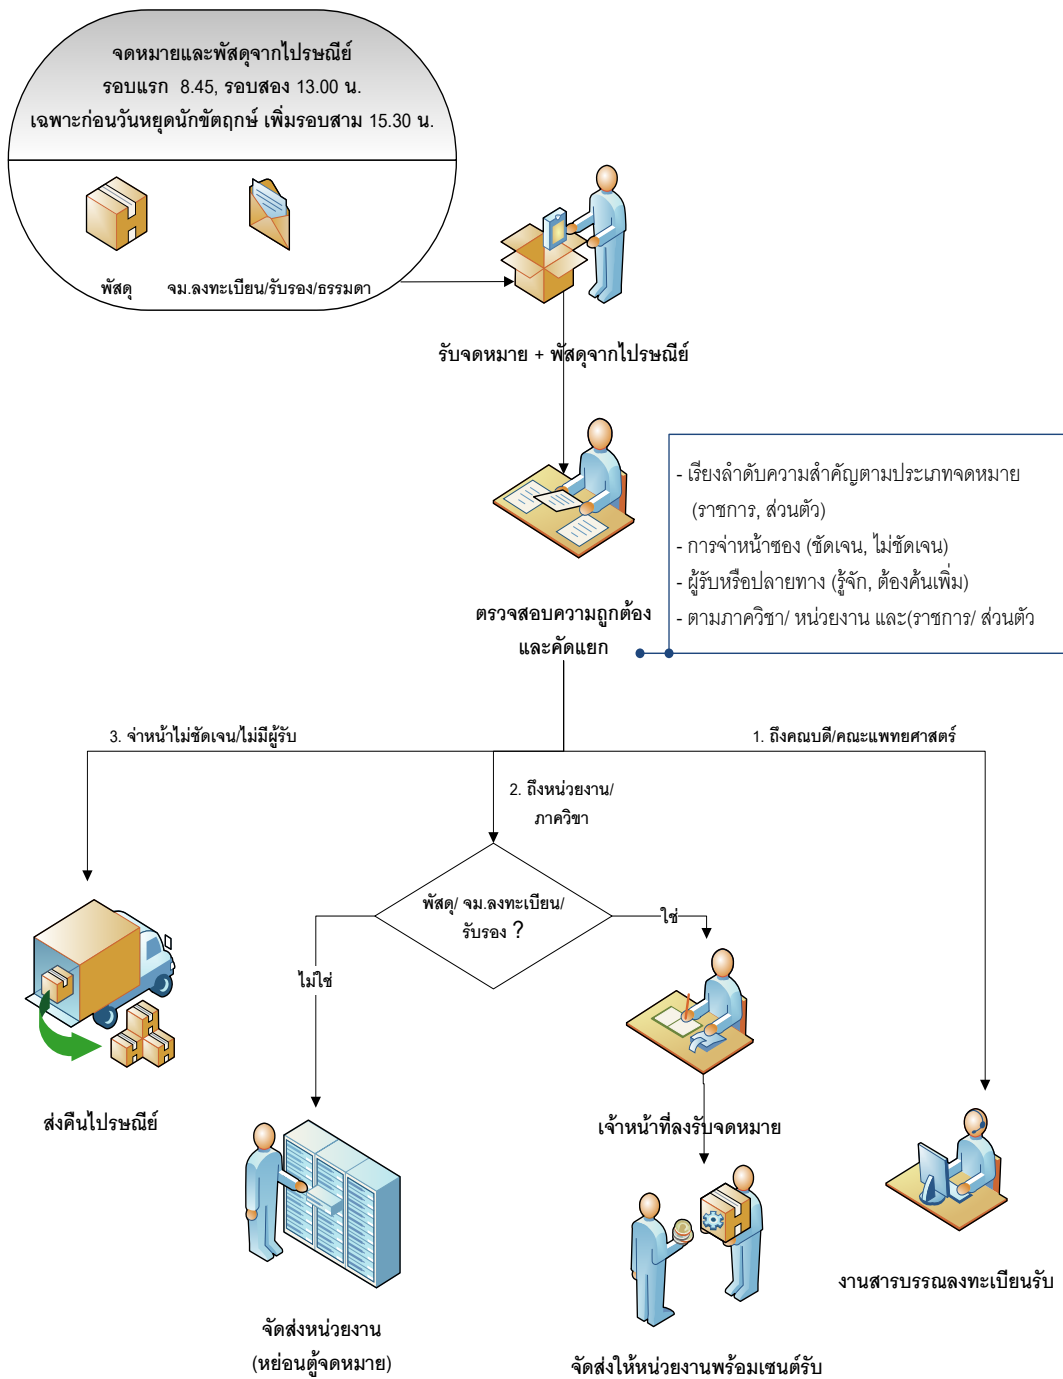 จดหมายและพัสดุจากไปรษณีย์
รอบแรก 8.45, รอบสอง 13.00 น.
เฉพาะก่อนวันหยุดนักขัตฤกษ์ เพิ่มรอบสาม 15.30 น.
พัสดุ
จม.ลงทะเบียน/รับรอง/ธรรมดา
รับจดหมาย + พัสดุจากไปรษณีย์
- เรียงลำดับความสำคัญตามประเภทจดหมาย
(ราชการ, ส่วนตัว)
- การจ่าหน้าซอง (ชัดเจน, ไม่ชัดเจน)
- ผู้รับหรือปลายทาง (รู้จัก, ต้องค้นเพิ่ม)
- ตามภาควิชา/ หน่วยงาน และ(ราชการ/ ส่วนตัว
ตรวจสอบความถูกต้อง
และคัดแยก
3. จ่าหน้าไม่ชัดเจน/ไม่มีผู้รับ
1. ถึงคณบดี/คณะแพทยศาสตร์
2. ถึงหน่วยงาน/
ภาควิขา
พัสดุ/ จม.ลงทะเบียน/
รับรอง ?
ใช่
ไม่ใช่
ส่งคืนไปรษณีย์
เจ้าหน้าที่ลงรับจดหมาย
งานสารบรรณลงทะเบียนรับ
จัดส่งหน่วยงาน
(หย่อนตู้จดหมาย)
จัดส่งให้หน่วยงานพร้อมเซนต์รับ